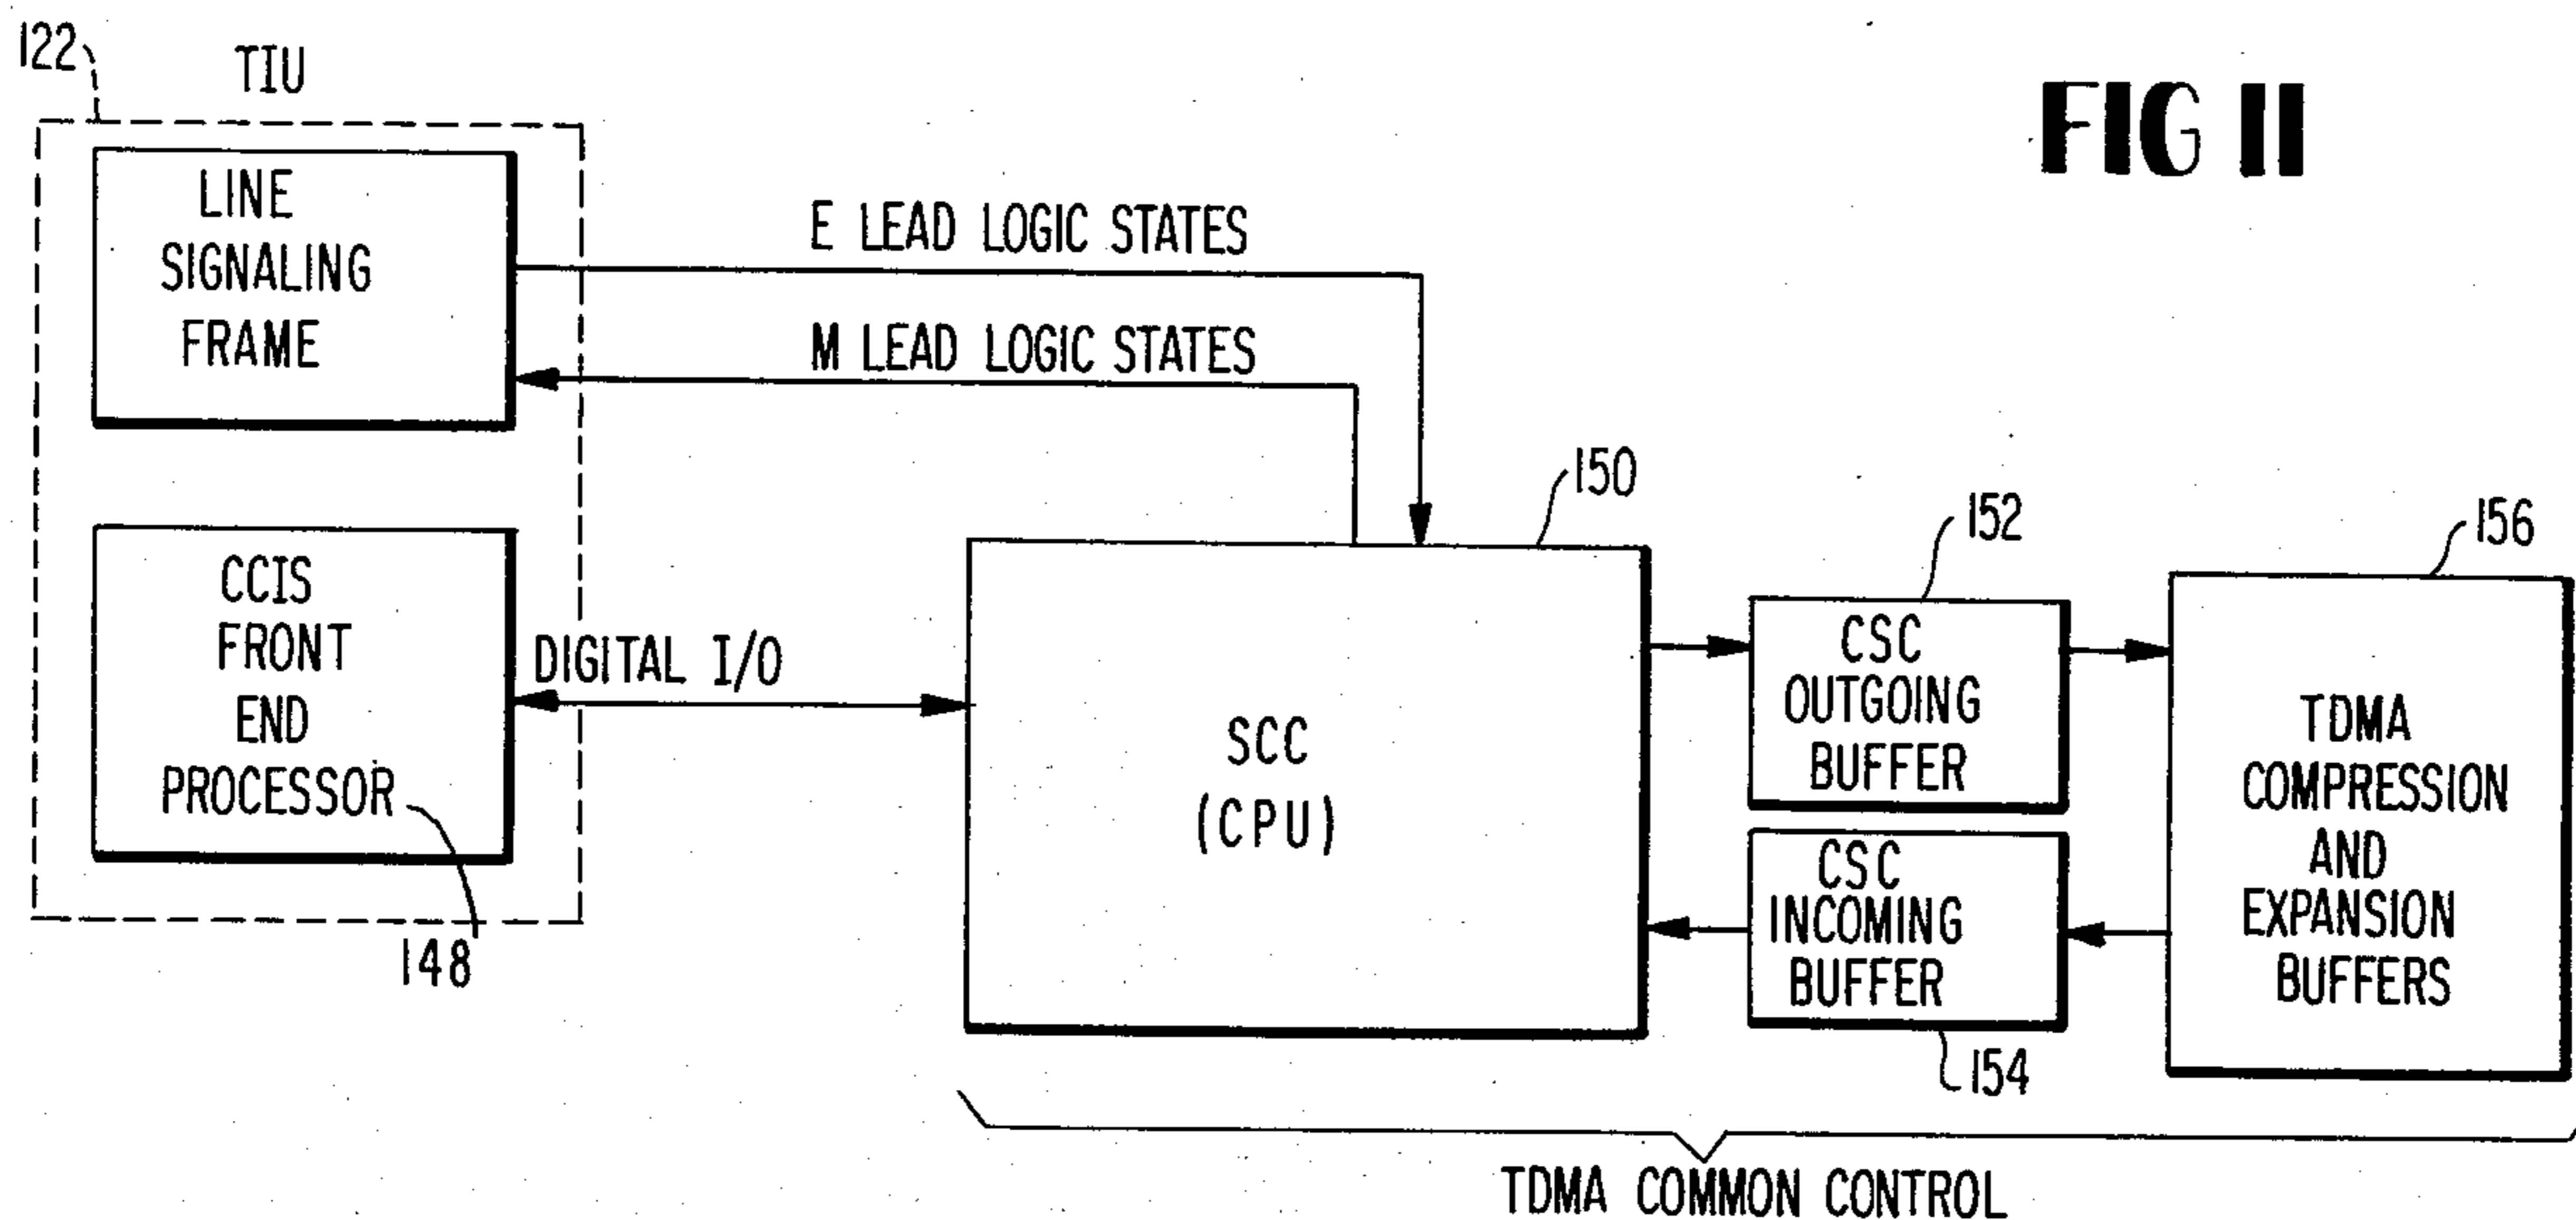 122
TIU
FIG 11
LINE
SIGNALING
FRAME
E LEAD LOGIC STATES
M LEAD LOGIC STATES
CCIS
FRONT
END
PROCESSOR
148
DIGITAL I/O
150
SCC
(CPU)
152
CSC
OUTGOING
BUFFER
CSC
INCOMING
BUFFER
154
156
TDMA
COMPRESSION
AND
EXPANSION
BUFFERS
TDMA COMMON CONTROL